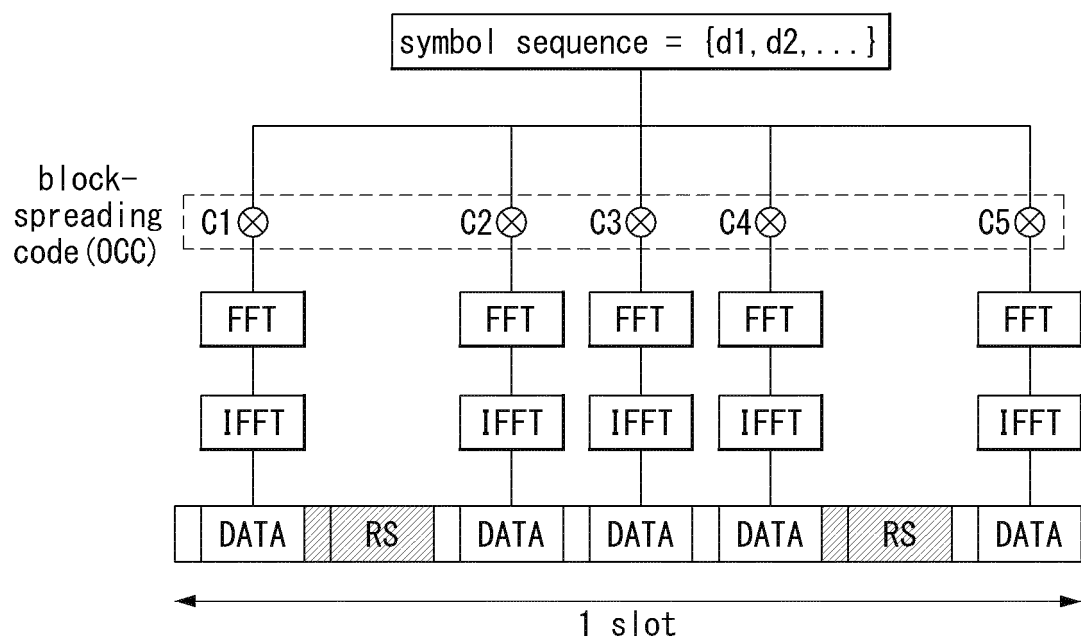 symbol sequence = {d1,d2,...}
block-
spreading
code(OCC)
C1 C2 C3 C4 C5
FFT FFT FFT FFT FFT
IFFT IFFT IFFT IFFT IFFT
DATA RS DATA DATA DATA RS DATA
1 slot